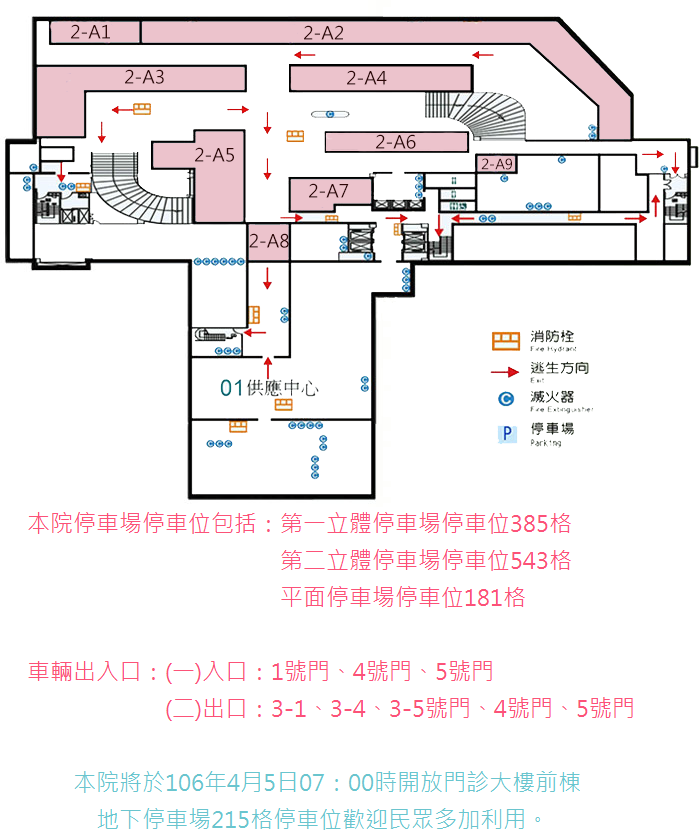 2-A1
2-A2
2-A3
2-A4
2-A5
2-A6
2-A7
2-A8
2-A9
01供應中心
消防栓
Fire Hydrant
逃生方向
Exit
滅火器
Fire Extinguisher
P
停車場
Parking
本院停車場停車位包括：第一立體停車場停車位385格
第二立體停車場停車位543格
平面停車場停車位181格
車輛出入口：(一)入口：1號門、4號門、5號門
(二)出口：3-1、3-4、3-5號門、4號門、5號門
本院將於106年4月5日07：00時開放門診大樓前棟
地下停車場215格停車位歡迎民眾多加利用。